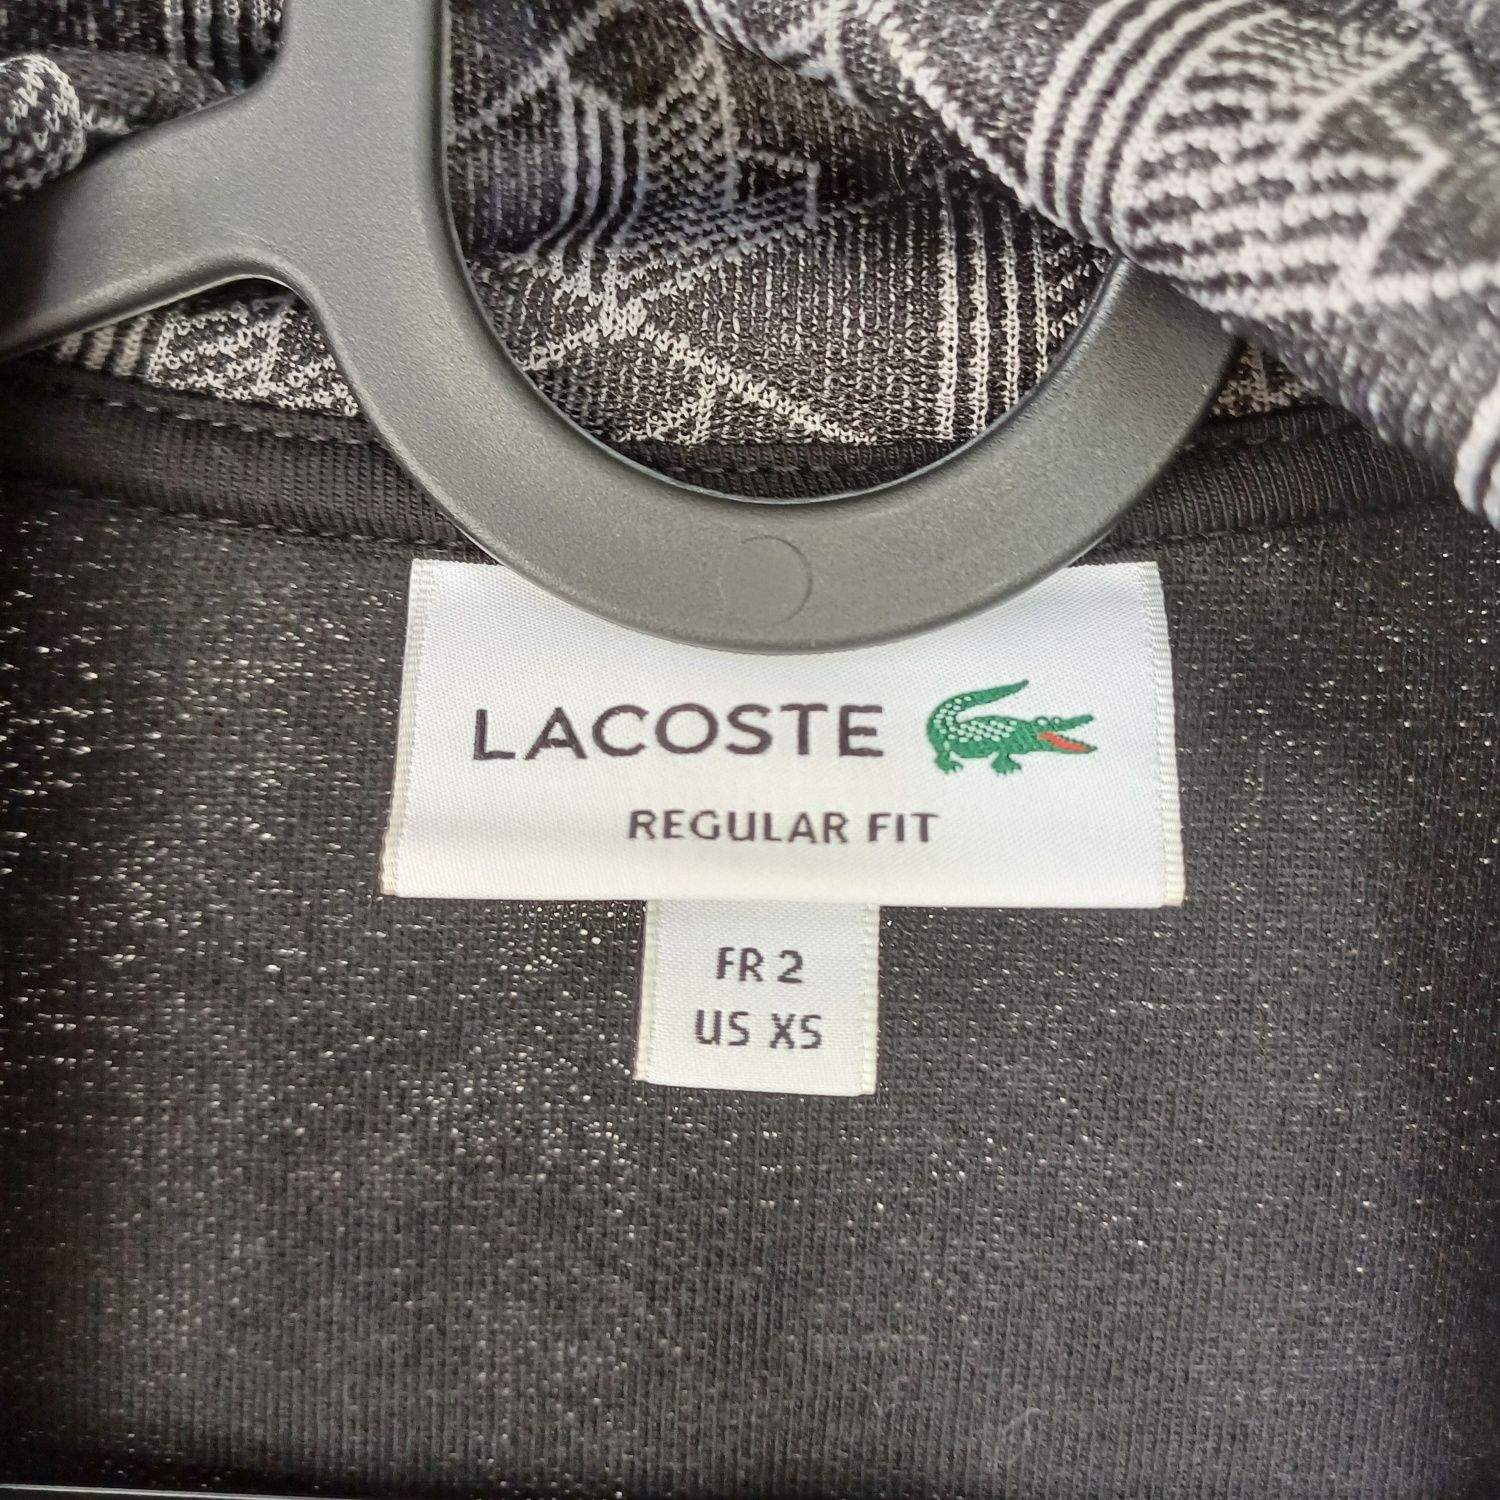 LACOSTE
REGULAR FIT
FR 2
US XS